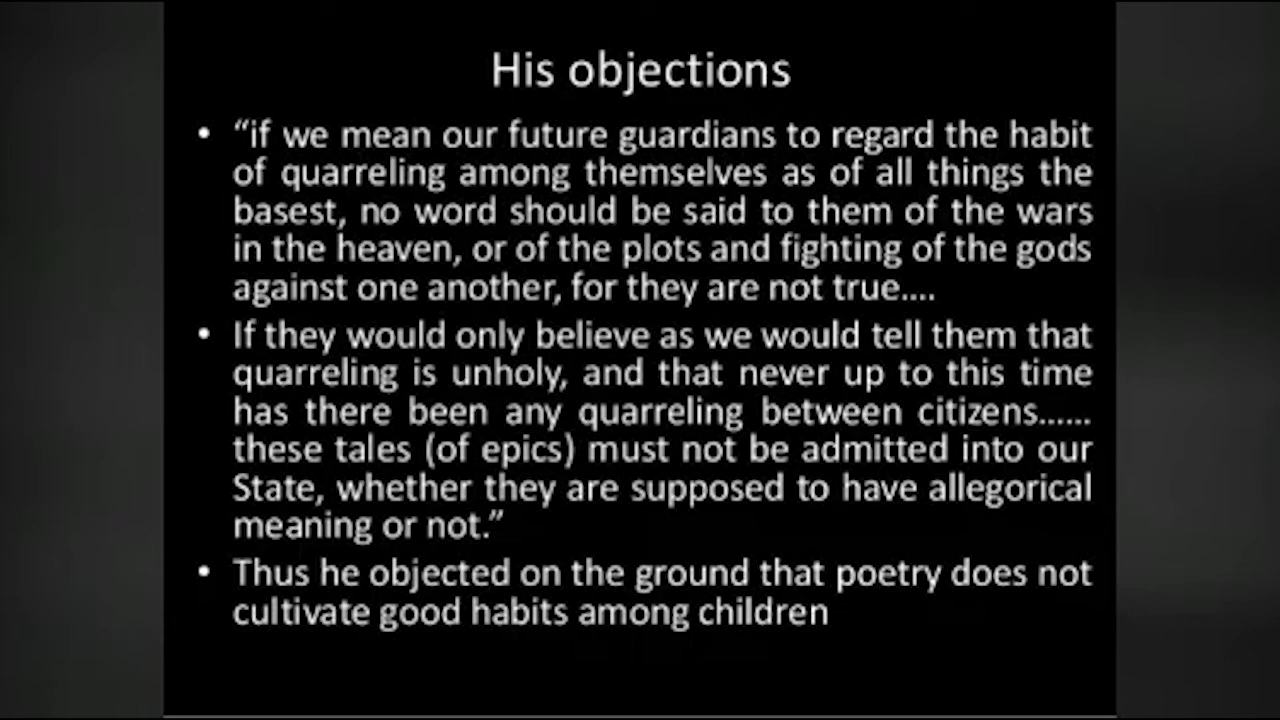 His objections
• “if we mean our future guardians to regard the habit
of quarreling among themselves as of all things the
basest, no word should be said to them of the wars
in the heaven, or of the plots and fighting of the gods
against one another, for they are not true....
• If they would only believe as we would tell them that
quarreling is unholy, and that never up to this time
has there been any quarreling between citizens......
these tales (of epics) must not be admitted into our
State, whether they are supposed to have allegorical
meaning or not.”
• Thus he objected on the ground that poetry does not
cultivate good habits among children